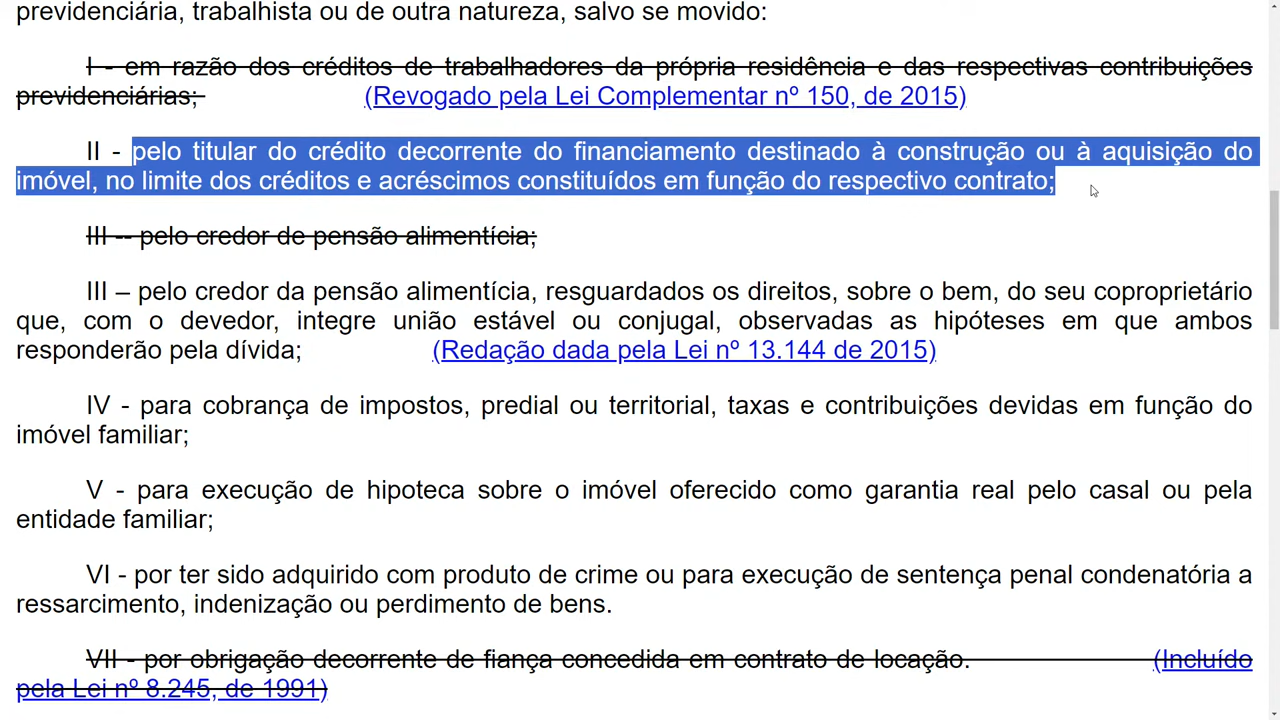 previdenciária, trabalhista ou de outra natureza, salvo se movido:
I - em razão dos créditos de trabalhadores da própria residência e das respectivas contribuições
previdenciárias; (Revogado pela Lei Complementar nº 150, de 2015)
II - pelo titular do crédito decorrente do financiamento destinado à construção ou à aquisição do
imóvel, no limite dos créditos e acréscimos constituídos em função do respectivo contrato;
III -- pelo credor de pensão alimentícia;
III – pelo credor da pensão alimentícia, resguardados os direitos, sobre o bem, do seu coproprietário
que, com o devedor, integre união estável ou conjugal, observadas as hipóteses em que ambos
responderão pela dívida; (Redação dada pela Lei nº 13.144 de 2015)
IV - para cobrança de impostos, predial ou territorial, taxas e contribuições devidas em função do
imóvel familiar;
V - para execução de hipoteca sobre o imóvel oferecido como garantia real pelo casal ou pela
entidade familiar;
VI - por ter sido adquirido com produto de crime ou para execução de sentença penal condenatória a
ressarcimento, indenização ou perdimento de bens.
VII - por obrigação decorrente de fiança concedida em contrato de locação. (Incluído
pela Lei nº 8.245, de 1991)